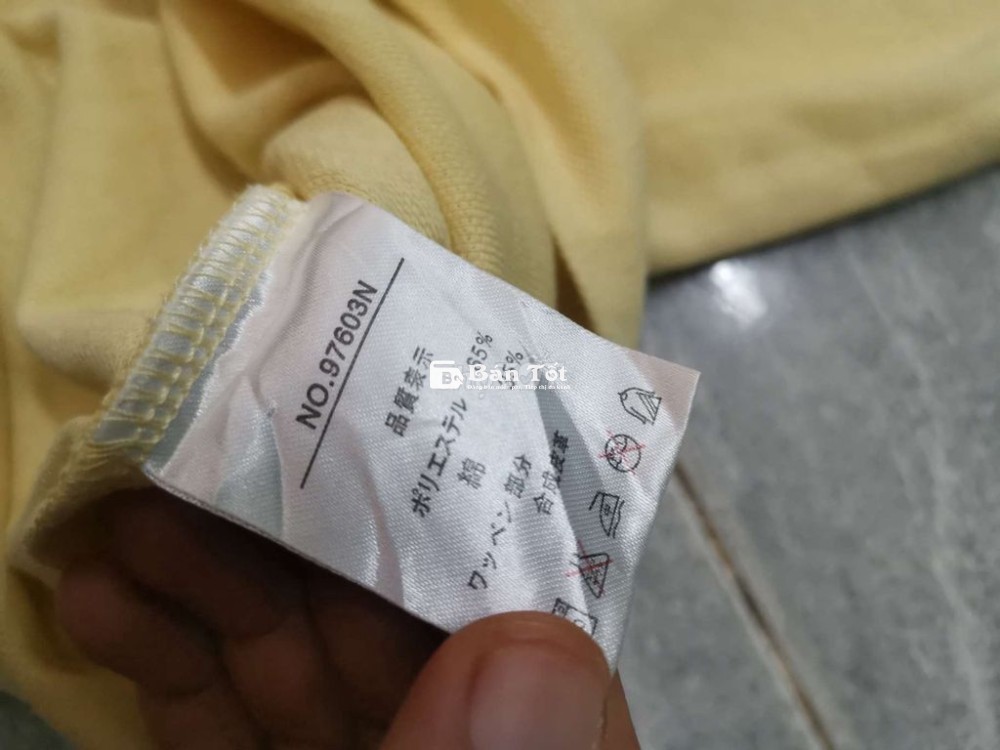 NO.97603N
品質表示
ポリエステル 65%
綿
ワッペン部分
合成皮革
Bán Tốt